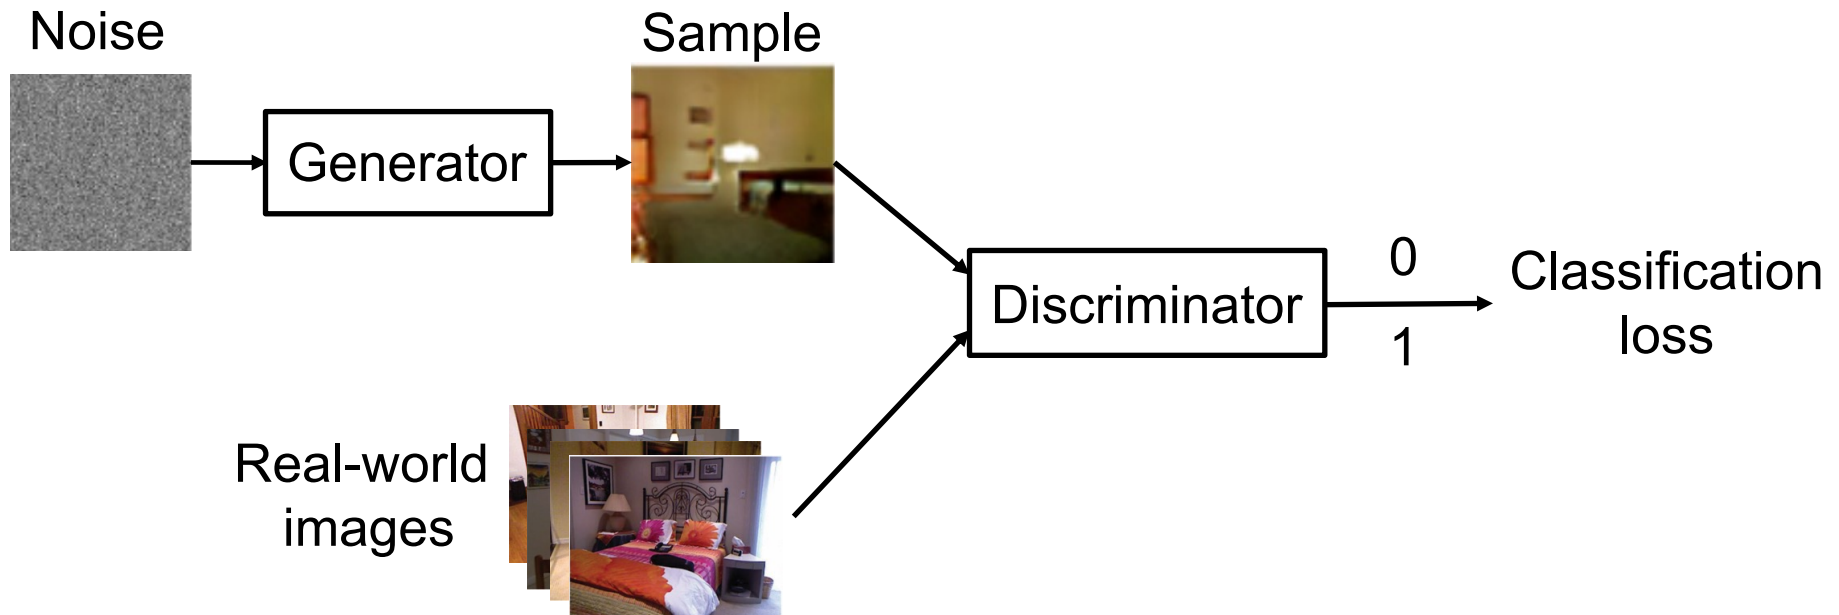 Noise
Sample
Generator
Discriminator
0
1
Classification
loss
Real-world
images